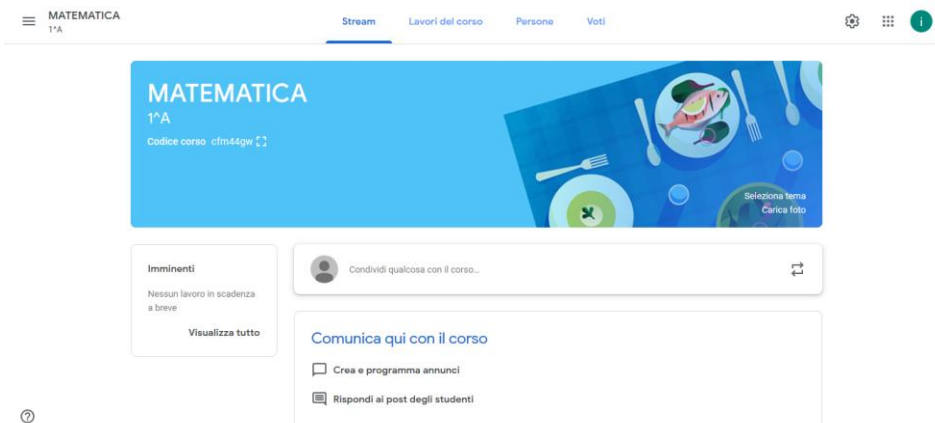 MATEMATICA
1^A
Stream Lavori del corso Persone Voti
i
MATEMATICA
1^A
Codice corso cfm44gw
Seleziona tema
Carica foto
Imminenti
Nessun lavoro in scadenza
a breve
Visualizza tutto
Condividi qualcosa con il corso...
Comunica qui con il corso
Crea e programma annunci
Rispondi ai post degli studenti